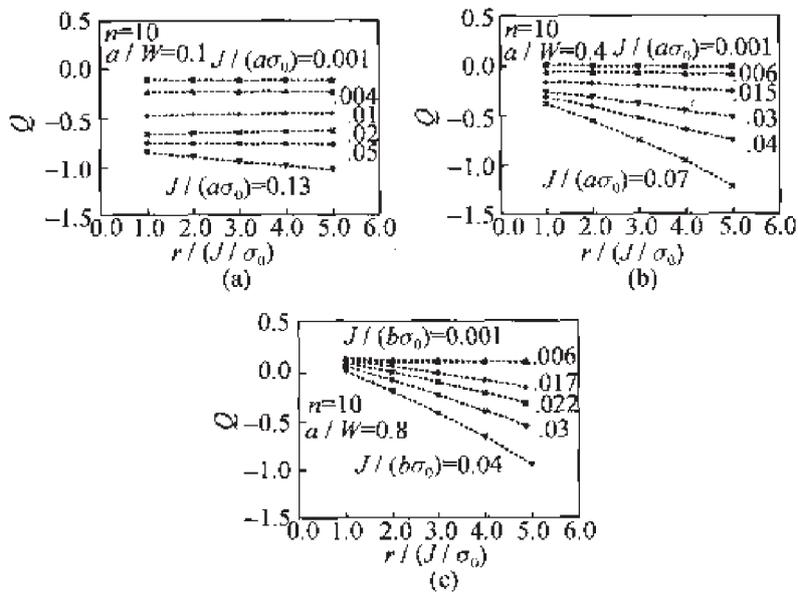 0.5
n=10
a / W=0.1 J / (aσ₀)=0.001
0.0
.004
Q
−0.5
.01
.02
.05
−1.0
J / (aσ₀)=0.13
−1.5
0.0 1.0 2.0 3.0 4.0 5.0 6.0
r / (J / σ₀)
(a)
0.5
n=10
a / W=0.4 J / (aσ₀)=0.001
0.0
.006
.015
Q
−0.5
.03
.04
−1.0
J / (aσ₀)=0.07
−1.5
0.0 1.0 2.0 3.0 4.0 5.0 6.0
r / (J / σ₀)
(b)
0.5
J / (bσ₀)=0.001
.006
0.0
.017
.022
n=10
Q
−0.5
a / W=0.8
.03
−1.0
J / (bσ₀)=0.04
−1.5
0.0 1.0 2.0 3.0 4.0 5.0 6.0
r / (J / σ₀)
(c)